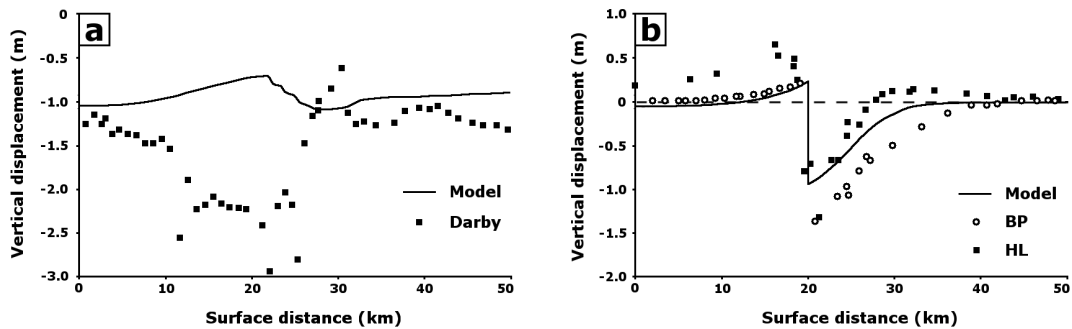 a
Vertical displacement (m)
0
-0.5
-1.0
-1.5
-2.0
-2.5
-3.0
0
10
20
30
40
50
Surface distance (km)
Model
Darby
b
Vertical displacement (m)
1.0
0.5
0
-0.5
-1.0
-1.5
-2.0
0
10
20
30
40
50
Surface distance (km)
Model
BP
HL